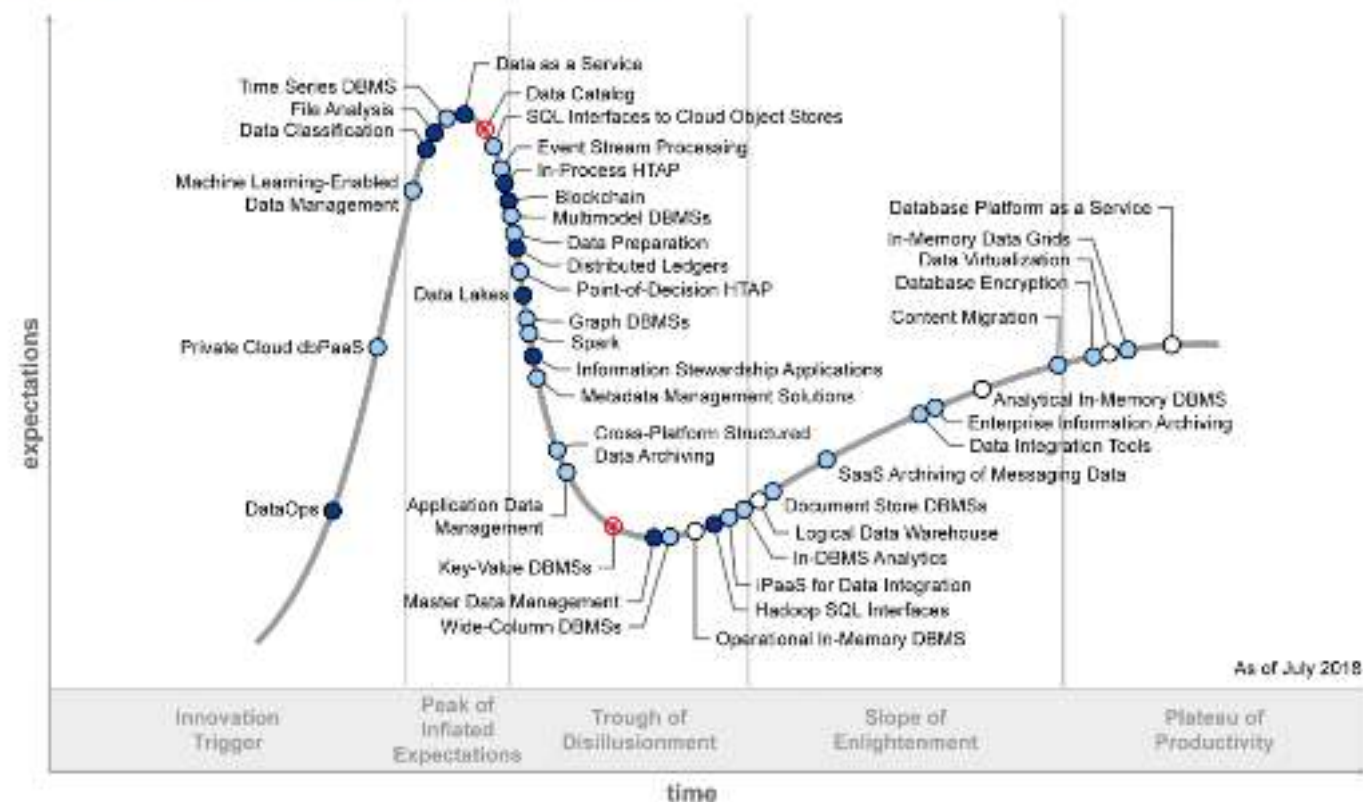 Data as a Service
Time Series DBMS
Data Catalog
File Analysis
SQL Interfaces to Cloud Object Stores
Data Classification
Event Stream Processing
In-Process HTAP
Machine Learning-Enabled
Data Management
Blockchain
Multimodel DBMSs
Data Preparation
Distributed Ledgers
Point-of-Decision HTAP
Data Lakes
Graph DBMSs
Spark
Private Cloud dbPaaS
Information Stewardship Applications
Metadata Management Solutions
Cross-Platform Structured
Data Archiving
DataOps
Application Data
Management
Key-Value DBMSs
Master Data Management
Wide-Column DBMSs
Database Platform as a Service
In-Memory Data Grids
Data Virtualization
Database Encryption
Content Migration
Analytical In-Memory DBMS
Enterprise Information Archiving
Data Integration Tools
SaaS Archiving of Messaging Data
Document Store DBMSs
Logical Data Warehouse
In-DBMS Analytics
iPaaS for Data Integration
Hadoop SQL Interfaces
Operational In-Memory DBMS
expectations
As of July 2018
Innovation
Trigger
Peak of
Inflated
Expectations
Trough of
Disillusionment
Slope of
Enlightenment
Plateau of
Productivity
time